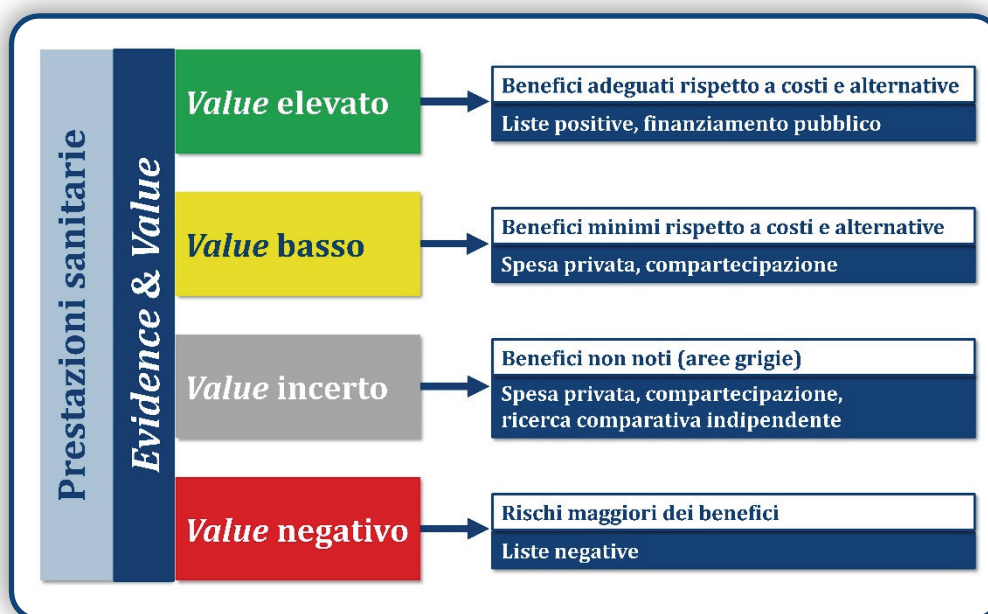 Prestazioni sanitarie
Evidence & Value
Value elevato
Benefici adeguati rispetto a costi e alternative
Liste positive, finanziamento pubblico
Value basso
Benefici minimi rispetto a costi e alternative
Spesa privata, compartecipazione
Value incerto
Benefici non noti (aree grigie)
Spesa privata, compartecipazione,
ricerca comparativa indipendente
Value negativo
Rischi maggiori dei benefici
Liste negative